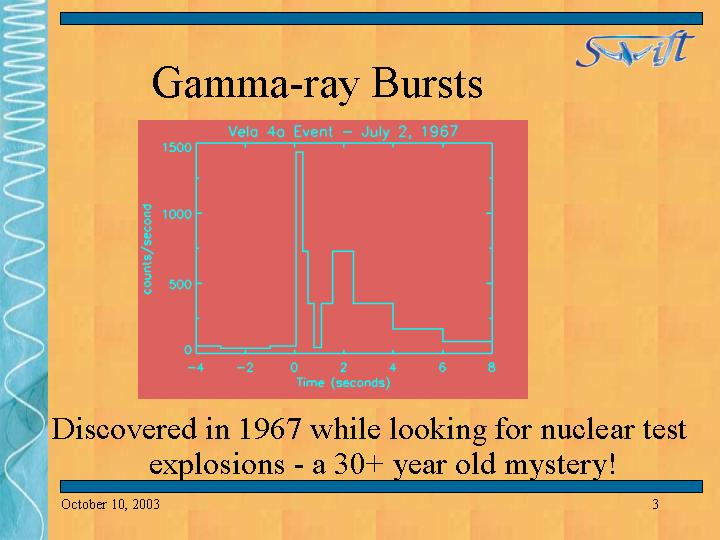 Swift
Gamma-ray Bursts
Vela 4a Event – July 2, 1967
counts/second
1500
1000
500
0
−4 −2 0 2 4 6 8
Time (seconds)
Discovered in 1967 while looking for nuclear test
explosions - a 30+ year old mystery!
October 10, 2003 3